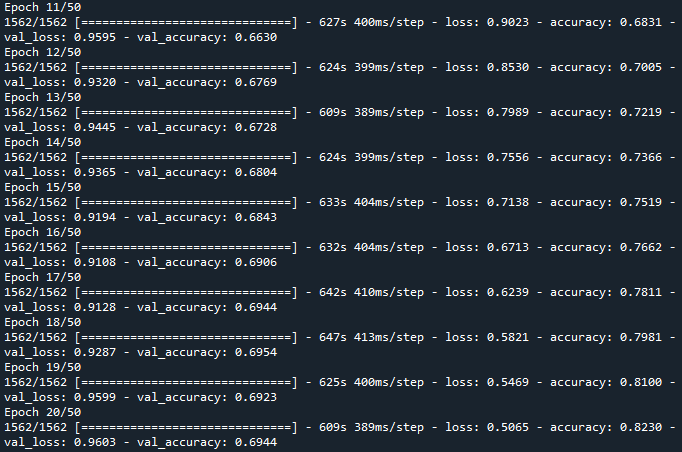 Epoch 11/50
1562/1562 [==============================] - 627s 400ms/step - loss: 0.9023 - accuracy: 0.6831 -
val_loss: 0.9595 - val_accuracy: 0.6630
Epoch 12/50
1562/1562 [==============================] - 624s 399ms/step - loss: 0.8530 - accuracy: 0.7005 -
val_loss: 0.9320 - val_accuracy: 0.6769
Epoch 13/50
1562/1562 [==============================] - 609s 389ms/step - loss: 0.7989 - accuracy: 0.7219 -
val_loss: 0.9445 - val_accuracy: 0.6728
Epoch 14/50
1562/1562 [==============================] - 624s 399ms/step - loss: 0.7556 - accuracy: 0.7366 -
val_loss: 0.9365 - val_accuracy: 0.6804
Epoch 15/50
1562/1562 [==============================] - 633s 404ms/step - loss: 0.7138 - accuracy: 0.7519 -
val_loss: 0.9194 - val_accuracy: 0.6843
Epoch 16/50
1562/1562 [==============================] - 632s 404ms/step - loss: 0.6713 - accuracy: 0.7662 -
val_loss: 0.9108 - val_accuracy: 0.6906
Epoch 17/50
1562/1562 [==============================] - 642s 410ms/step - loss: 0.6239 - accuracy: 0.7811 -
val_loss: 0.9128 - val_accuracy: 0.6944
Epoch 18/50
1562/1562 [==============================] - 647s 413ms/step - loss: 0.5821 - accuracy: 0.7981 -
val_loss: 0.9287 - val_accuracy: 0.6954
Epoch 19/50
1562/1562 [==============================] - 625s 400ms/step - loss: 0.5469 - accuracy: 0.8100 -
val_loss: 0.9599 - val_accuracy: 0.6923
Epoch 20/50
1562/1562 [==============================] - 609s 389ms/step - loss: 0.5065 - accuracy: 0.8230 -
val_loss: 0.9603 - val_accuracy: 0.6944